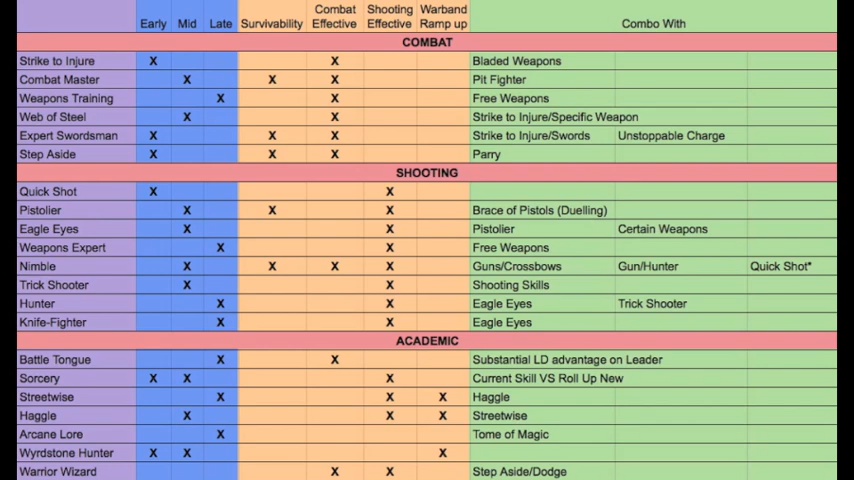 Early Mid Late Survivability Combat Effective Shooting Effective Warband Ramp up Combo With
COMBAT
Strike to Injure X X Bladed Weapons
Combat Master X X X Pit Fighter
Weapons Training X X Free Weapons
Web of Steel X X Strike to Injure/Specific Weapon
Expert Swordsman X X X Strike to Injure/Swords Unstoppable Charge
Step Aside X X X Parry
SHOOTING
Quick Shot X X
Pistolier X X X Brace of Pistols (Duelling)
Eagle Eyes X X Pistolier Certain Weapons
Weapons Expert X X Free Weapons
Nimble X X X X Guns/Crossbows Gun/Hunter Quick Shot*
Trick Shooter X X Shooting Skills
Hunter X X Eagle Eyes Trick Shooter
Knife-Fighter X X Eagle Eyes
ACADEMIC
Battle Tongue X X Substantial LD advantage on Leader
Sorcery X X X Current Skill VS Roll Up New
Streetwise X X X Haggle
Haggle X X X Streetwise
Arcane Lore X Tome of Magic
Wyrdstone Hunter X X X
Warrior Wizard X X Step Aside/Dodge